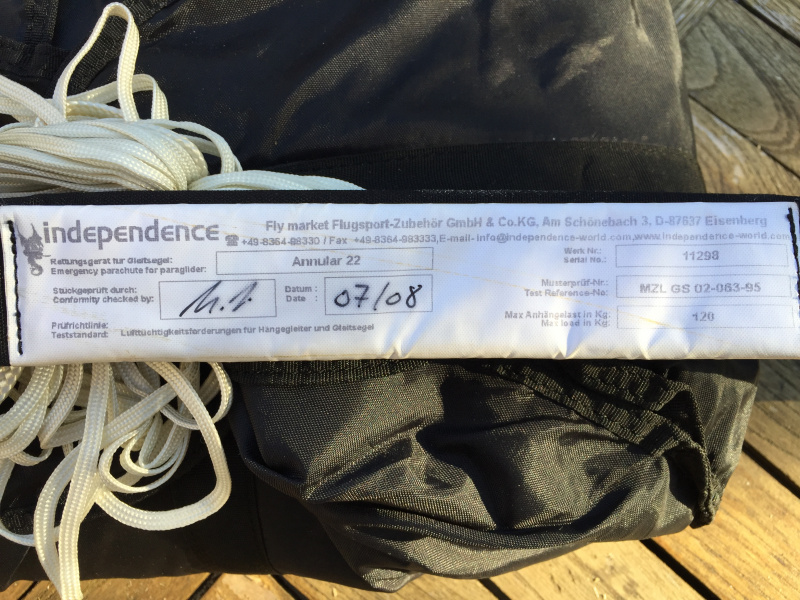 independence
Fly market Flugsport-Zubehör GmbH & Co.KG, Am Schönebach 3, D-87637 Eisenberg
☎ +49-8364-98330 / Fax +49-8364-983333,E-mail-info@independence-world.com,www.independence-world.com
Rettungsgerät für Gleitsegel:
Emergency parachute for paraglider:
Annular 22
Werk Nr.:
Serial No.:
11298
Stückgeprüft durch:
Conformity checked by:
Datum :
Date :
07/08
Musterprüf-Nr.:
Test Reference-No:
MZL GS 02-063-95
Max Anhängelast in Kg:
Max load in Kg:
120
Prüfrichtlinie:
Teststandard:
Lufttüchtigkeitsforderungen für Hängegleiter und Gleitsegel